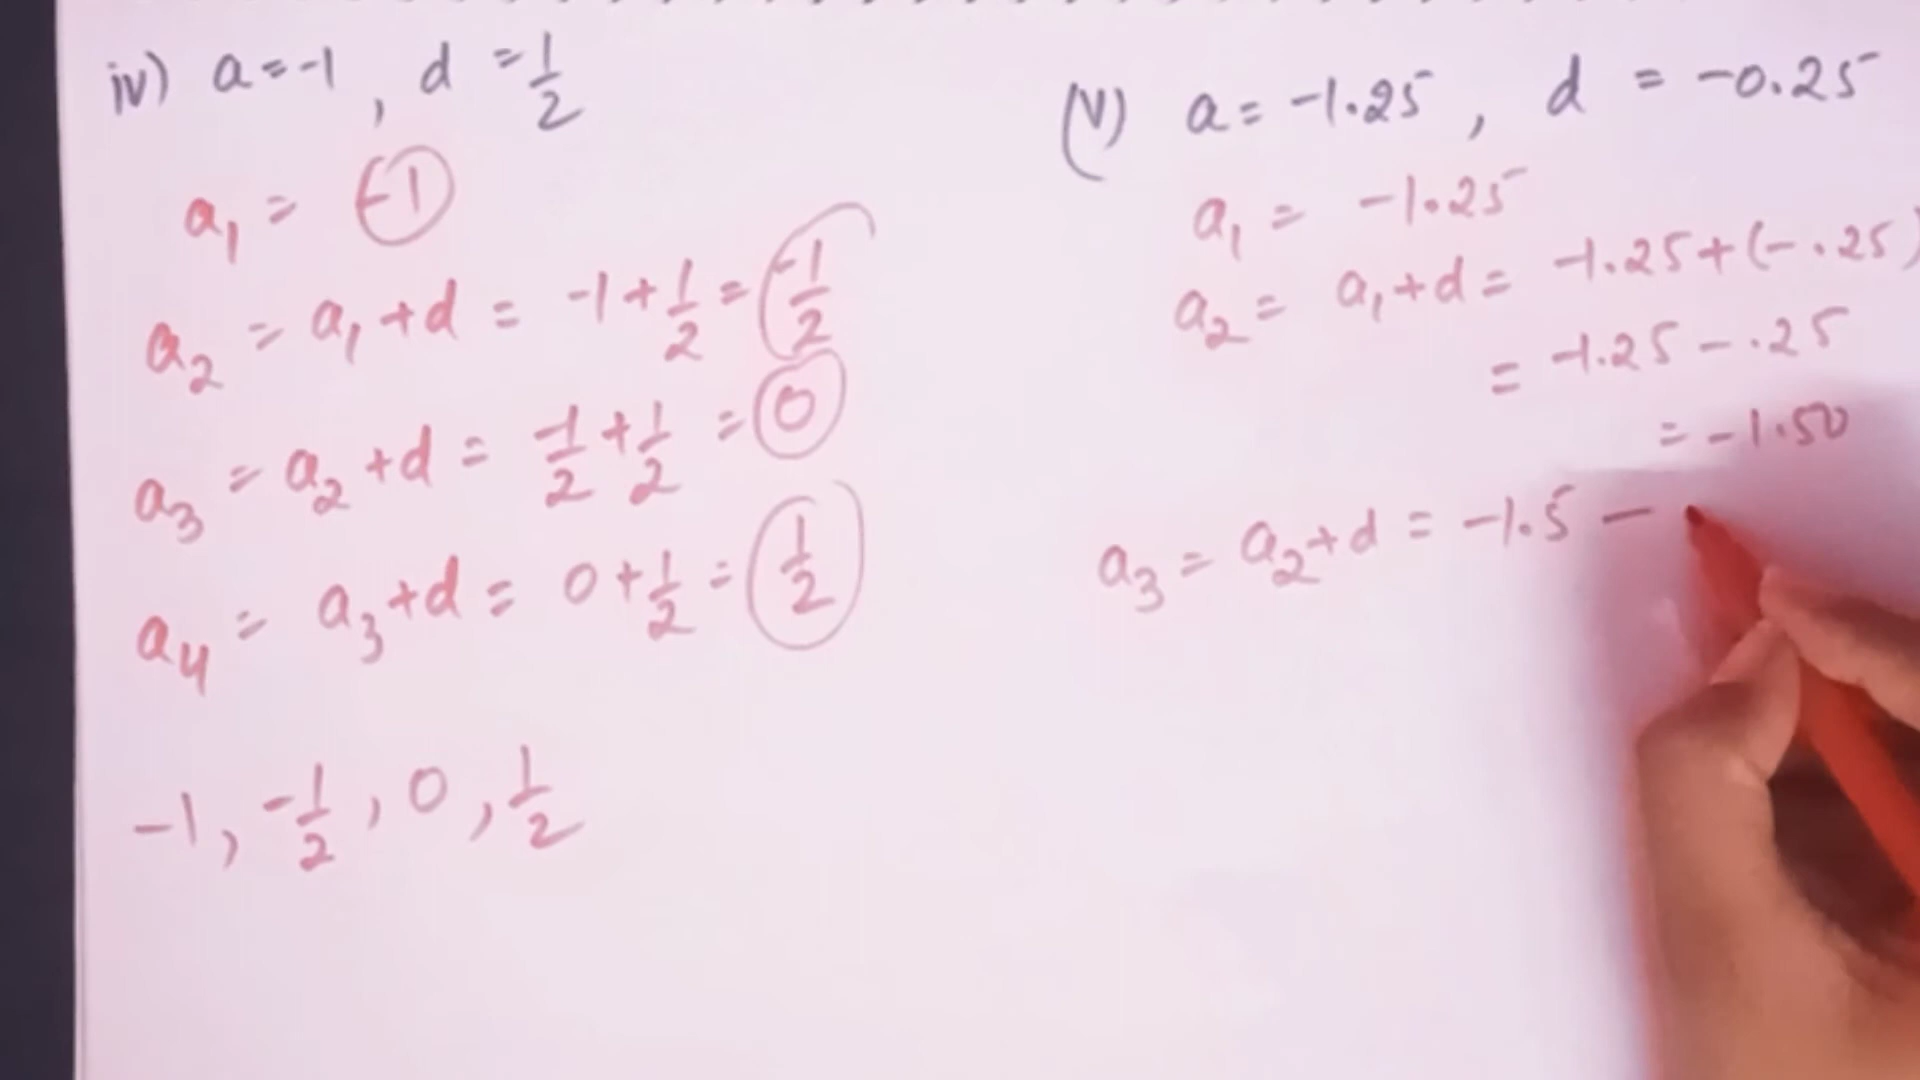 iv) a=-1, d=1/2
a₁ = -1
a₂ = a₁+d = -1+1/2 = -1/2
a₃ = a₂+d = -1/2+1/2 = 0
a₄ = a₃+d = 0+1/2 = 1/2
-1, -1/2, 0, 1/2
(V) a=-1.25, d=-0.25
a₁ = -1.25
a₂ = a₁+d = -1.25+(-.25)
= -1.25-.25
= -1.50
a₃ = a₂+d = -1.5 -